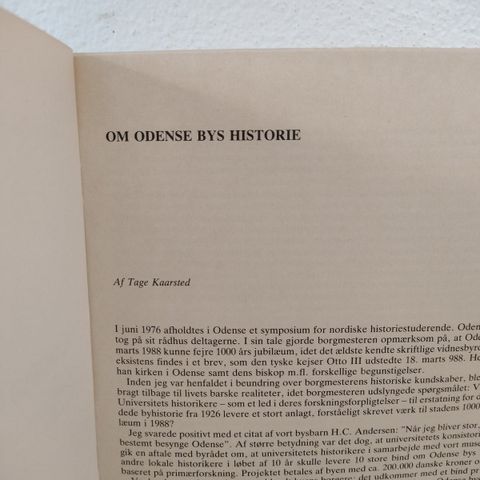 OM ODENSE BYS HISTORIE
Af Tage Kaarsted
I juni 1976 afholdtes i Odense et symposium for nordiske historiestuderende. Oden
tog på sit rådhus deltagerne. I sin tale gjorde borgmesteren opmærksom på, at Ode
marts 1988 kunne fejre 1000 års jubilæum, idet det ældste kendte skriftlige vidnesbyrd
eksistens findes i et brev, som den tyske kejser Otto III udstedte 18. marts 988. He
han kirken i Odense samt dens biskop m.fl. forskellige begunstigelser.
Inden jeg var henfaldet i beundring over borgmesterens historiske kundskaber, ble
bragt tilbage til livets barske realiteter, idet borgmesteren udslyngede spørgsmålet: Vi
Universitets historikere – som et led i deres forskningsforpligtelser – til erstatning for d
dede byhistorie fra 1926 levere et stort anlagt, forståeligt skrevet værk til stadens 1000
læum i 1988?
Jeg svarede positivt med et citat af vort bysbarn H.C. Andersen: "Når jeg bliver stor,
bestemt besynge Odense". Af større betydning var det dog, at universitetets konsistori
gik en aftale med byrådet om, at universitetets historikere i samarbejde med vort muse
andre lokale historikere i løbet af 10 år skulle levere 10 store bind om Odense bys
baseret på primærforskning. Projektet betales af byen med ca. 200.000 danske kroner o
det udkommer med et bind pr